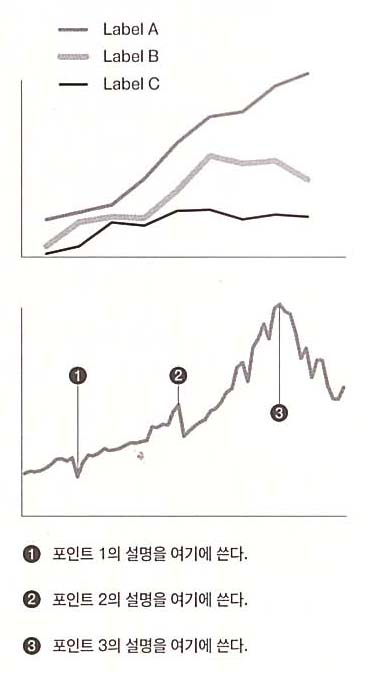 Label A
Label B
Label C
1
2
3
1 포인트 1의 설명을 여기에 쓴다.
2 포인트 2의 설명을 여기에 쓴다.
3 포인트 3의 설명을 여기에 쓴다.